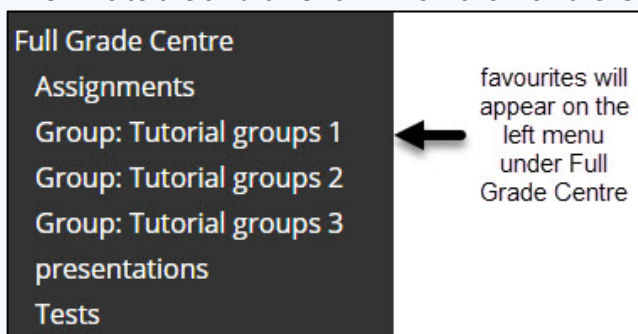 Full Grade Centre
Assignments
Group: Tutorial groups 1
Group: Tutorial groups 2
Group: Tutorial groups 3
presentations
Tests
favourites will
appear on the
left menu
under Full
Grade Centre